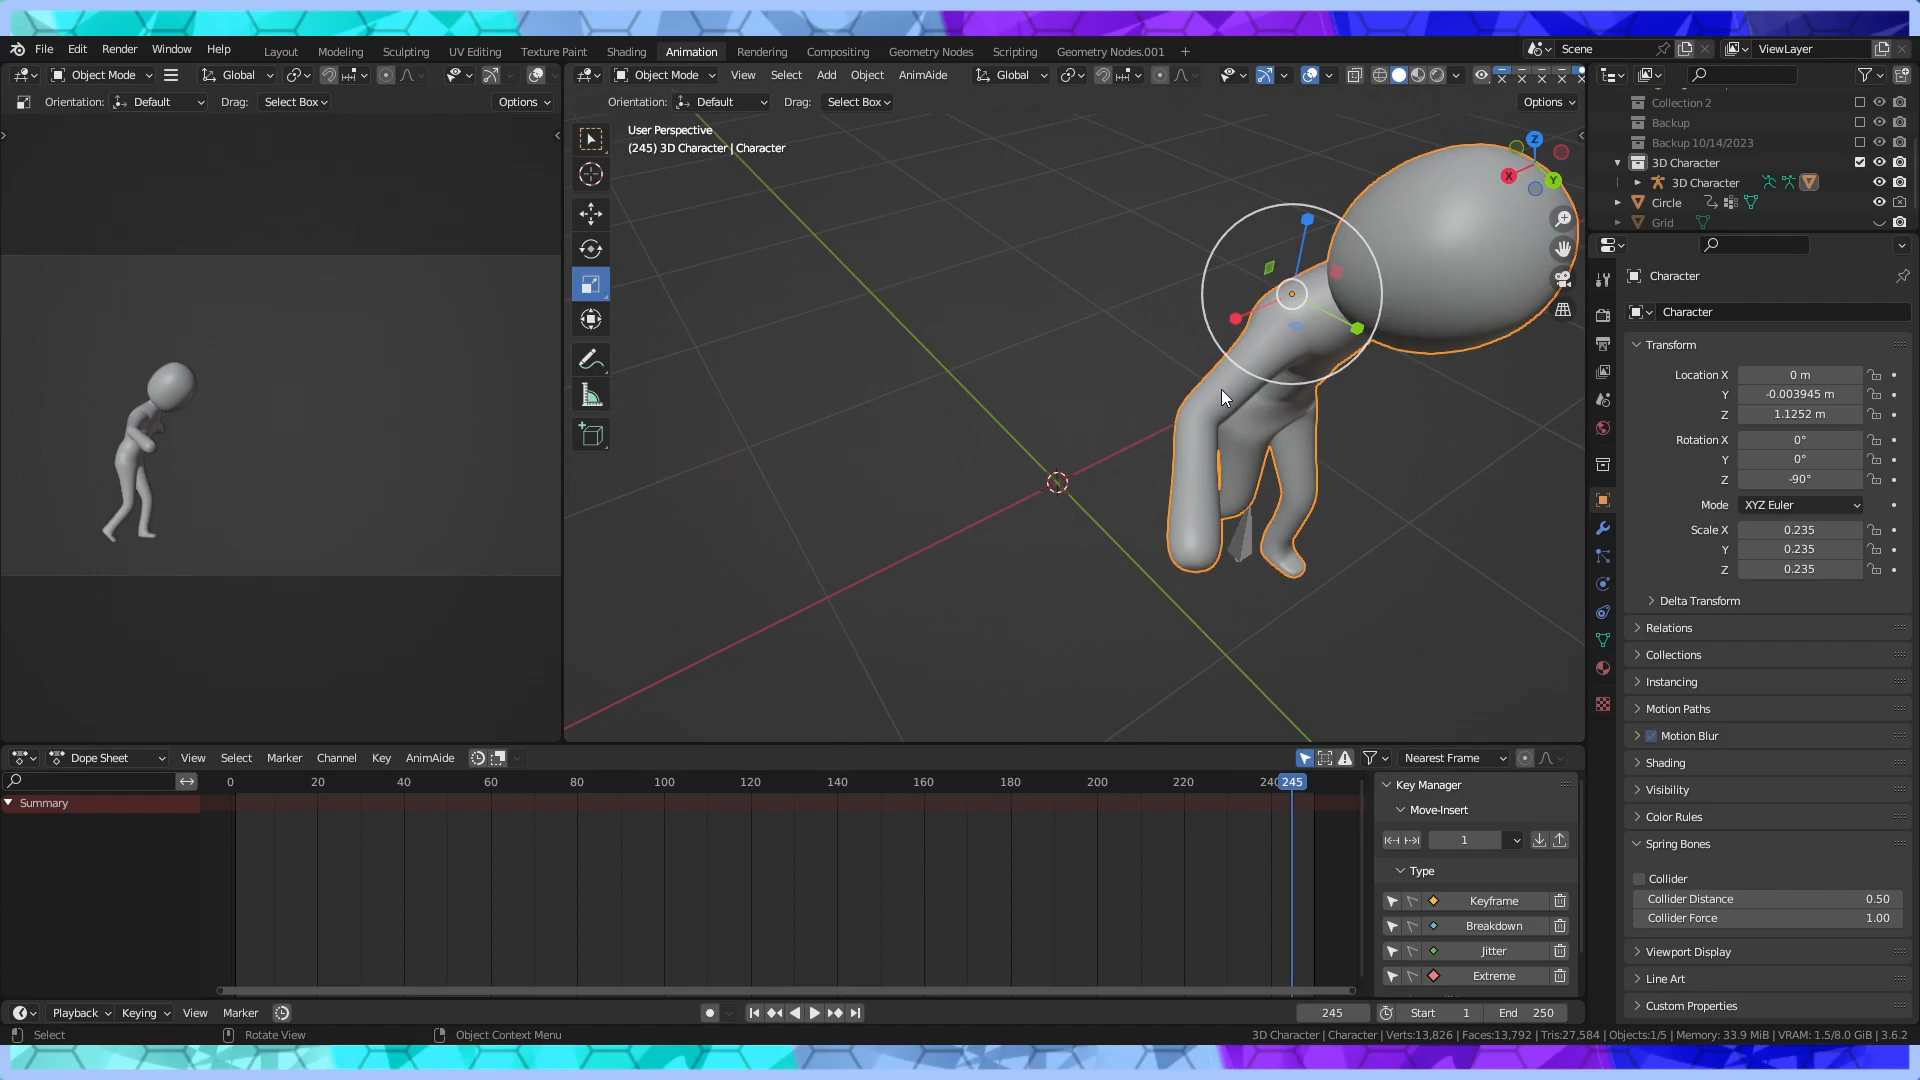 File Edit Render Window Help Layout Modeling Sculpting UV Editing Texture Paint Shading Animation Rendering Compositing Geometry Nodes Scripting Geometry Nodes.001 + Scene ViewLayer
Object Mode Global Object Mode View Select Add Object AnimAide Global
Orientation: Default Drag: Select Box Options Orientation: Default Drag: Select Box Options
User Perspective
(245) 3D Character | Character
Z
X
Y
Collection 2
Backup
Backup 10/14/2023
3D Character
3D Character
Circle
Grid
Character
Character
Transform
Location X 0 m
Y -0.003945 m
Z 1.1252 m
Rotation X 0°
Y 0°
Z -90°
Mode XYZ Euler
Scale X 0.235
Y 0.235
Z 0.235
Delta Transform
Relations
Collections
Instancing
Motion Paths
Motion Blur
Shading
Visibility
Color Rules
Spring Bones
Collider
Collider Distance 0.50
Collider Force 1.00
Viewport Display
Line Art
Custom Properties
Dope Sheet View Select Marker Channel Key AnimAide Nearest Frame
0 20 40 60 80 100 120 140 160 180 200 220 240 245
Summary
Key Manager
Move-Insert
1
Type
Keyframe
Breakdown
Jitter
Extreme
Playback Keying View Marker 245 Start 1 End 250
Select Rotate View Object Context Menu 3D Character | Character | Verts:13,826 | Faces:13,792 | Tris:27,584 | Objects:1/5 | Memory: 33.9 MiB | VRAM: 1.5/8.0 GiB | 3.6.2